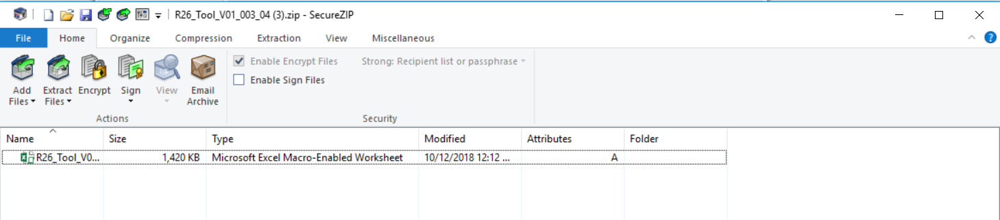 R26_Tool_V01_003_04 (3).zip - SecureZIP
File Home Organize Compression Extraction View Miscellaneous
Add Files Extract Files Encrypt Sign View Email Archive
Enable Encrypt Files Strong: Recipient list or passphrase
Enable Sign Files
Actions Security
Name Size Type Modified Attributes Folder
R26_Tool_V0... 1,420 KB Microsoft Excel Macro-Enabled Worksheet 10/12/2018 12:12 ... A